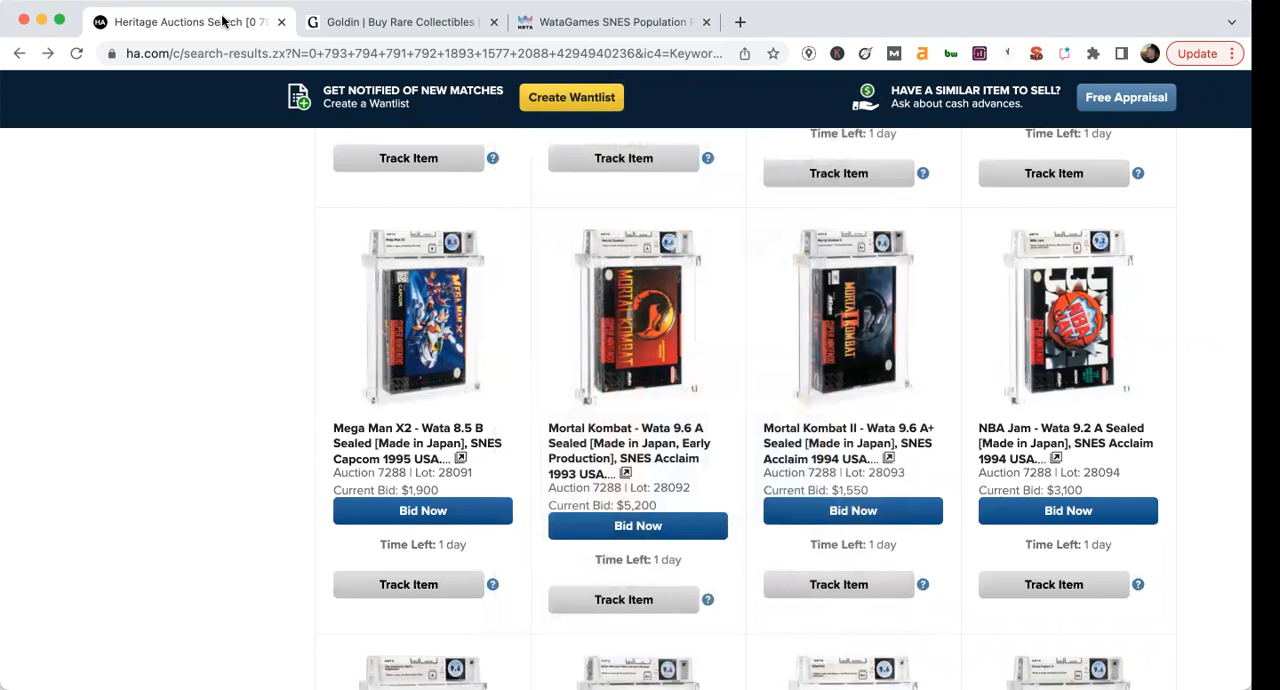 Heritage Auctions Search [0 79
Goldin | Buy Rare Collectibles |
WataGames SNES Population R
ha.com/c/search-results.zx?N=0+793+794+791+792+1893+1577+2088+4294940236&ic4=Keywor...
Update
GET NOTIFIED OF NEW MATCHES
Create a Wantlist
Create Wantlist
HAVE A SIMILAR ITEM TO SELL?
Ask about cash advances.
Free Appraisal
Time Left: 1 day
Time Left: 1 day
Track Item
Track Item
Track Item
Track Item
Mega Man X2 - Wata 8.5 B
Sealed [Made in Japan], SNES
Capcom 1995 USA....
Auction 7288 | Lot: 28091
Current Bid: $1,900
Bid Now
Time Left: 1 day
Track Item
Mortal Kombat - Wata 9.6 A
Sealed [Made in Japan, Early
Production], SNES Acclaim
1993 USA....
Auction 7288 | Lot: 28092
Current Bid: $5,200
Bid Now
Time Left: 1 day
Track Item
Mortal Kombat II - Wata 9.6 A+
Sealed [Made in Japan], SNES
Acclaim 1994 USA....
Auction 7288 | Lot: 28093
Current Bid: $1,550
Bid Now
Time Left: 1 day
Track Item
NBA Jam - Wata 9.2 A Sealed
[Made in Japan], SNES Acclaim
1994 USA....
Auction 7288 | Lot: 28094
Current Bid: $3,100
Bid Now
Time Left: 1 day
Track Item